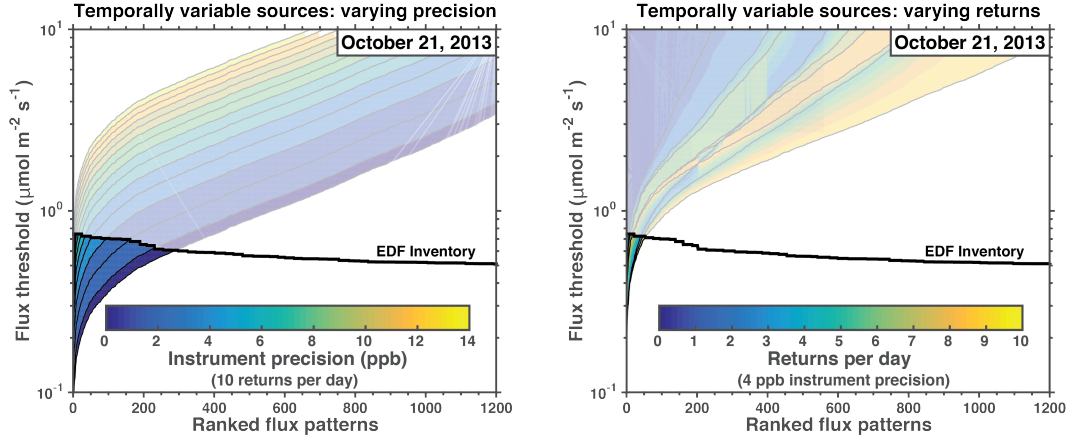 Temporally variable sources: varying precision
October 21, 2013
Flux threshold (μmol m⁻² s⁻¹)
10¹
10⁰
10⁻¹
EDF Inventory
0 2 4 6 8 10 12 14
Instrument precision (ppb)
(10 returns per day)
0 200 400 600 800 1000 1200
Ranked flux patterns
Temporally variable sources: varying returns
October 21, 2013
Flux threshold (μmol m⁻² s⁻¹)
10¹
10⁰
10⁻¹
EDF Inventory
0 1 2 3 4 5 6 7 8 9 10
Returns per day
(4 ppb instrument precision)
0 200 400 600 800 1000 1200
Ranked flux patterns